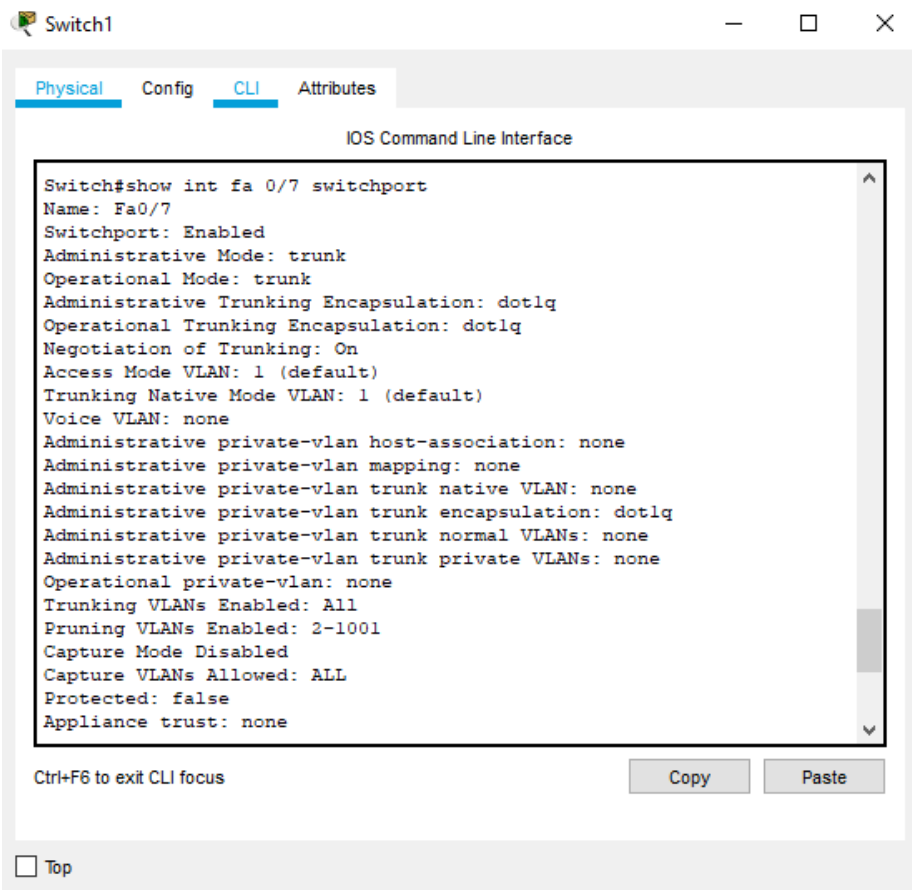 Switch1
Physical Config CLI Attributes
IOS Command Line Interface
Switch#show int fa 0/7 switchport
Name: Fa0/7
Switchport: Enabled
Administrative Mode: trunk
Operational Mode: trunk
Administrative Trunking Encapsulation: dot1q
Operational Trunking Encapsulation: dot1q
Negotiation of Trunking: On
Access Mode VLAN: 1 (default)
Trunking Native Mode VLAN: 1 (default)
Voice VLAN: none
Administrative private-vlan host-association: none
Administrative private-vlan mapping: none
Administrative private-vlan trunk native VLAN: none
Administrative private-vlan trunk encapsulation: dot1q
Administrative private-vlan trunk normal VLANs: none
Administrative private-vlan trunk private VLANs: none
Operational private-vlan: none
Trunking VLANs Enabled: All
Pruning VLANs Enabled: 2-1001
Capture Mode Disabled
Capture VLANs Allowed: ALL
Protected: false
Appliance trust: none
Ctrl+F6 to exit CLI focus
Copy Paste
Top